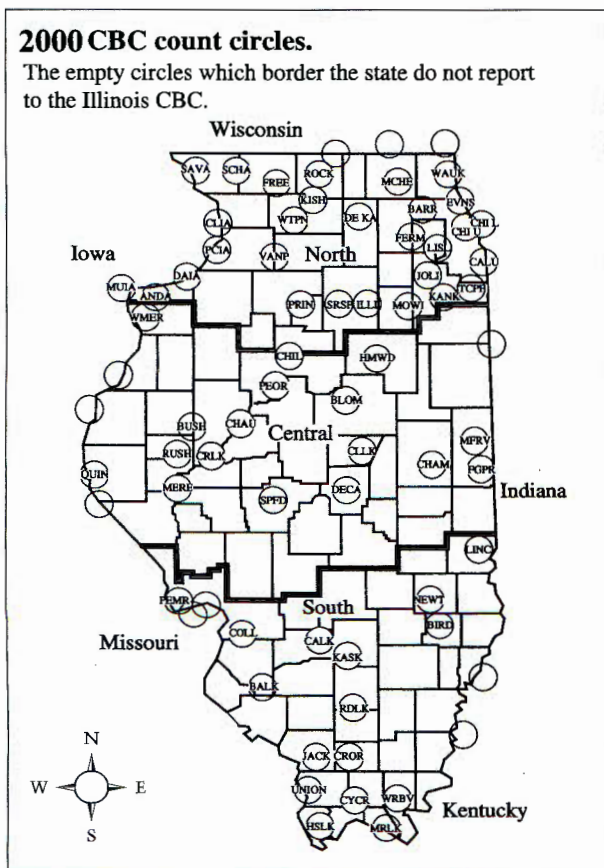 2000 CBC count circles.
The empty circles which border the state do not report
to the Illinois CBC.
Wisconsin
SAVA SCHA FREE ROCK MCHE WAUK
KISH EVNS
CLIA WTPN DE KA BARR CHI CHI L
PCIA VANP North FERM LISL CALU
Iowa
MUIA ANDA DAIA JOLI TCPF
WMER PRIN SRSP ILLI MOWI KANK
CHIL HMWD
PEOR BLOM
BUSH CHAU Central MFRV
RUSH CRLK CLLK CHAM FGPR
QUIN MERE SPFD DECA Indiana
LINC
PEMR South NEWT
Missouri COLL CALK BIRD
KASK
BALK RDLK
JACK CROR
UNION CYCR WRBV Kentucky
HSLK MRLK
N
W E
S